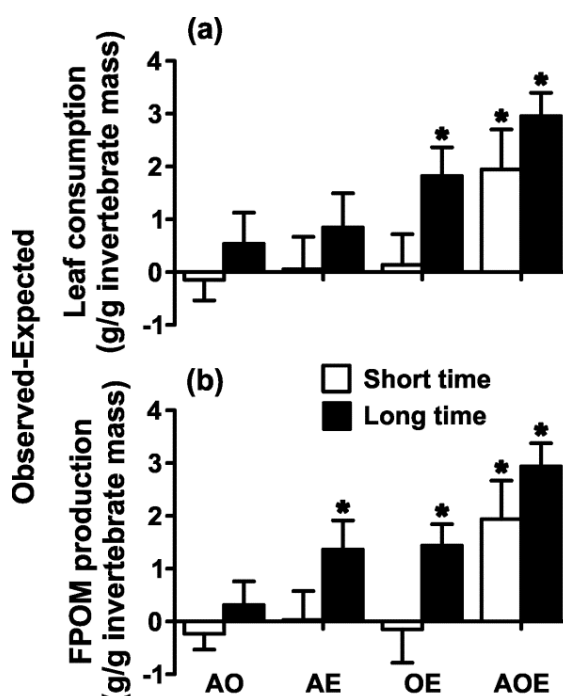 (a)
Observed-Expected
Leaf consumption
(g/g invertebrate mass)
4
3
2
1
0
-1
*
*
*
(b)
Short time
Long time
FPOM production
(g/g invertebrate mass)
4
3
2
1
0
-1
*
*
*
*
AO AE OE AOE